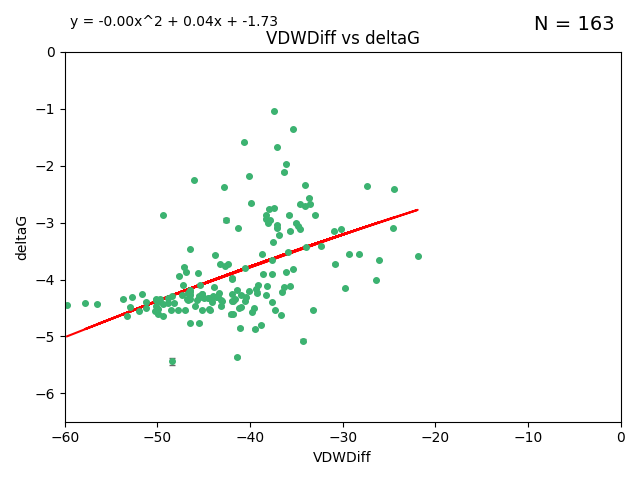 y = -0.00x^2 + 0.04x + -1.73
N = 163
VDWDiff vs deltaG
0
−1
−2
−3
−4
−5
−6
deltaG
−60 −50 −40 −30 −20 −10 0
VDWDiff